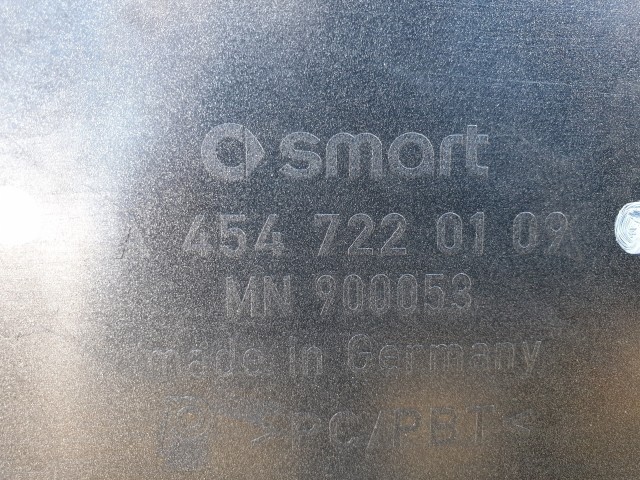 smart
A 454 722 01 09
MN 900053
made in Germany
>PC/PBT<